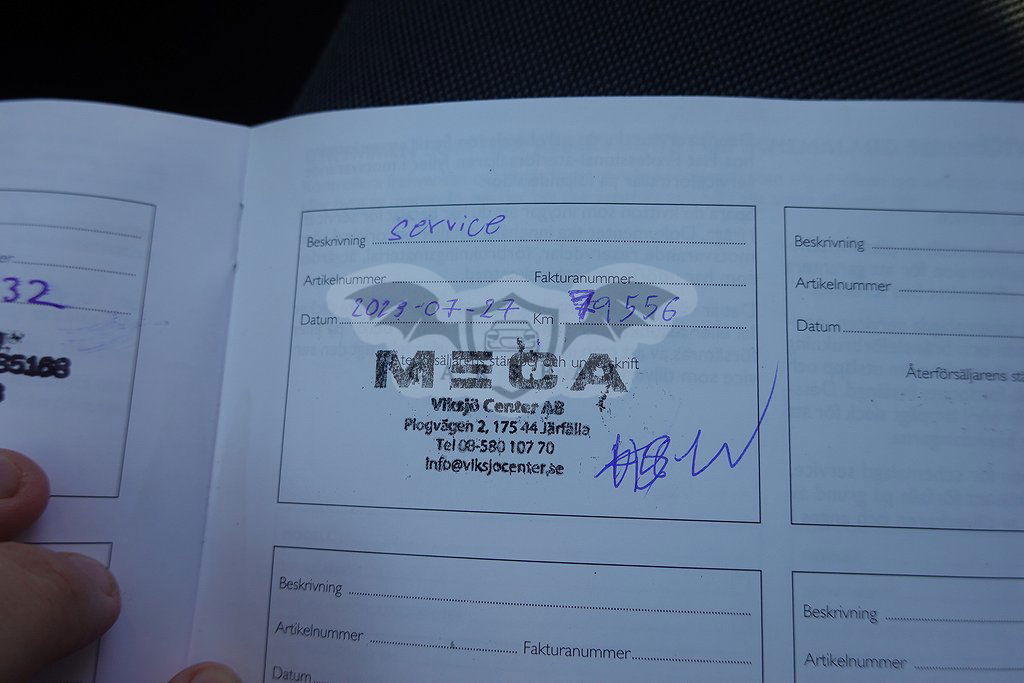 32
35168
Beskrivning service
Artikelnummer Fakturanummer
Datum 2023-07-27 Km 79556
Återförsäljarens stämpel och underskrift
MECA
Viksjö Center AB
Plogvägen 2, 175 44 Järfälla
Tel 08-580 107 70
info@viksjocenter.se
Beskrivning
Artikelnummer
Datum
Återförsäljarens
Beskrivning
Artikelnummer Fakturanummer
Datum
Beskrivning
Artikelnummer